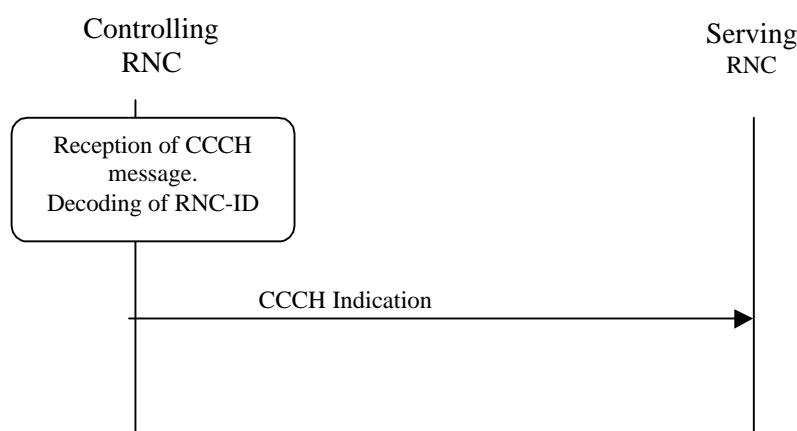 Controlling
RNC
Serving
RNC
Reception of CCCH
message.
Decoding of RNC-ID
CCCH Indication